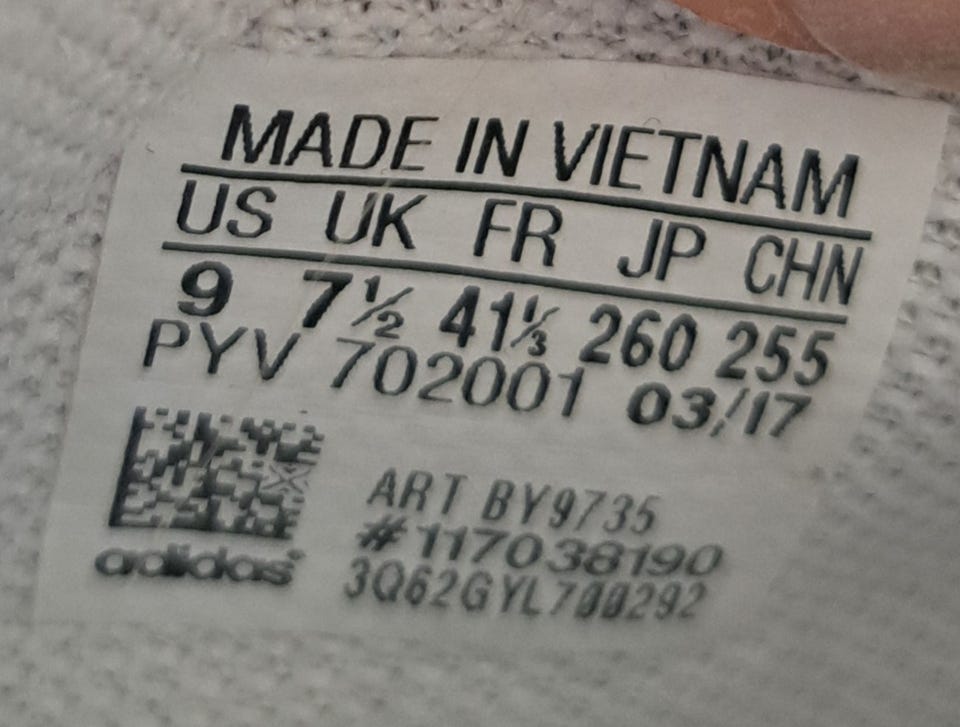 MADE IN VIETNAM
US UK FR JP CHN
9 7½ 41⅓ 260 255
PYV 702001 03/17
ART BY9735
#117038190
adidas
3Q62GYL700292